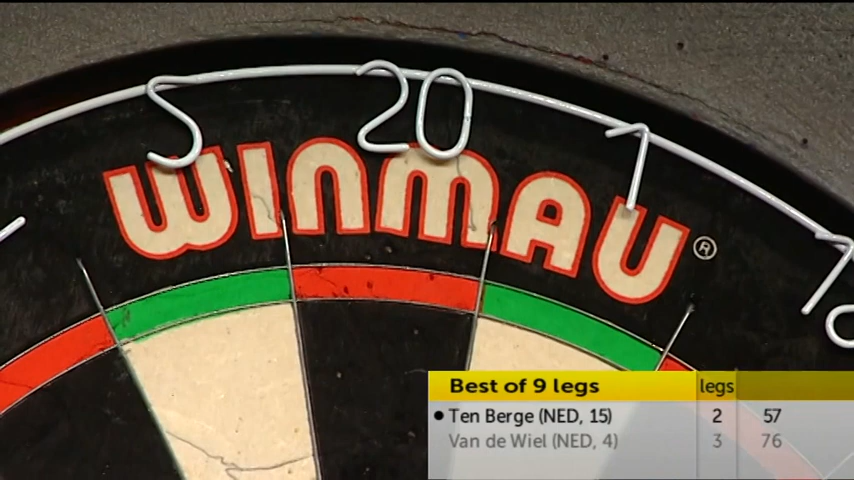 5 20 1 18
WINMAU ®
Best of 9 legs legs
Ten Berge (NED, 15) 2 57
Van de Wiel (NED, 4) 3 76